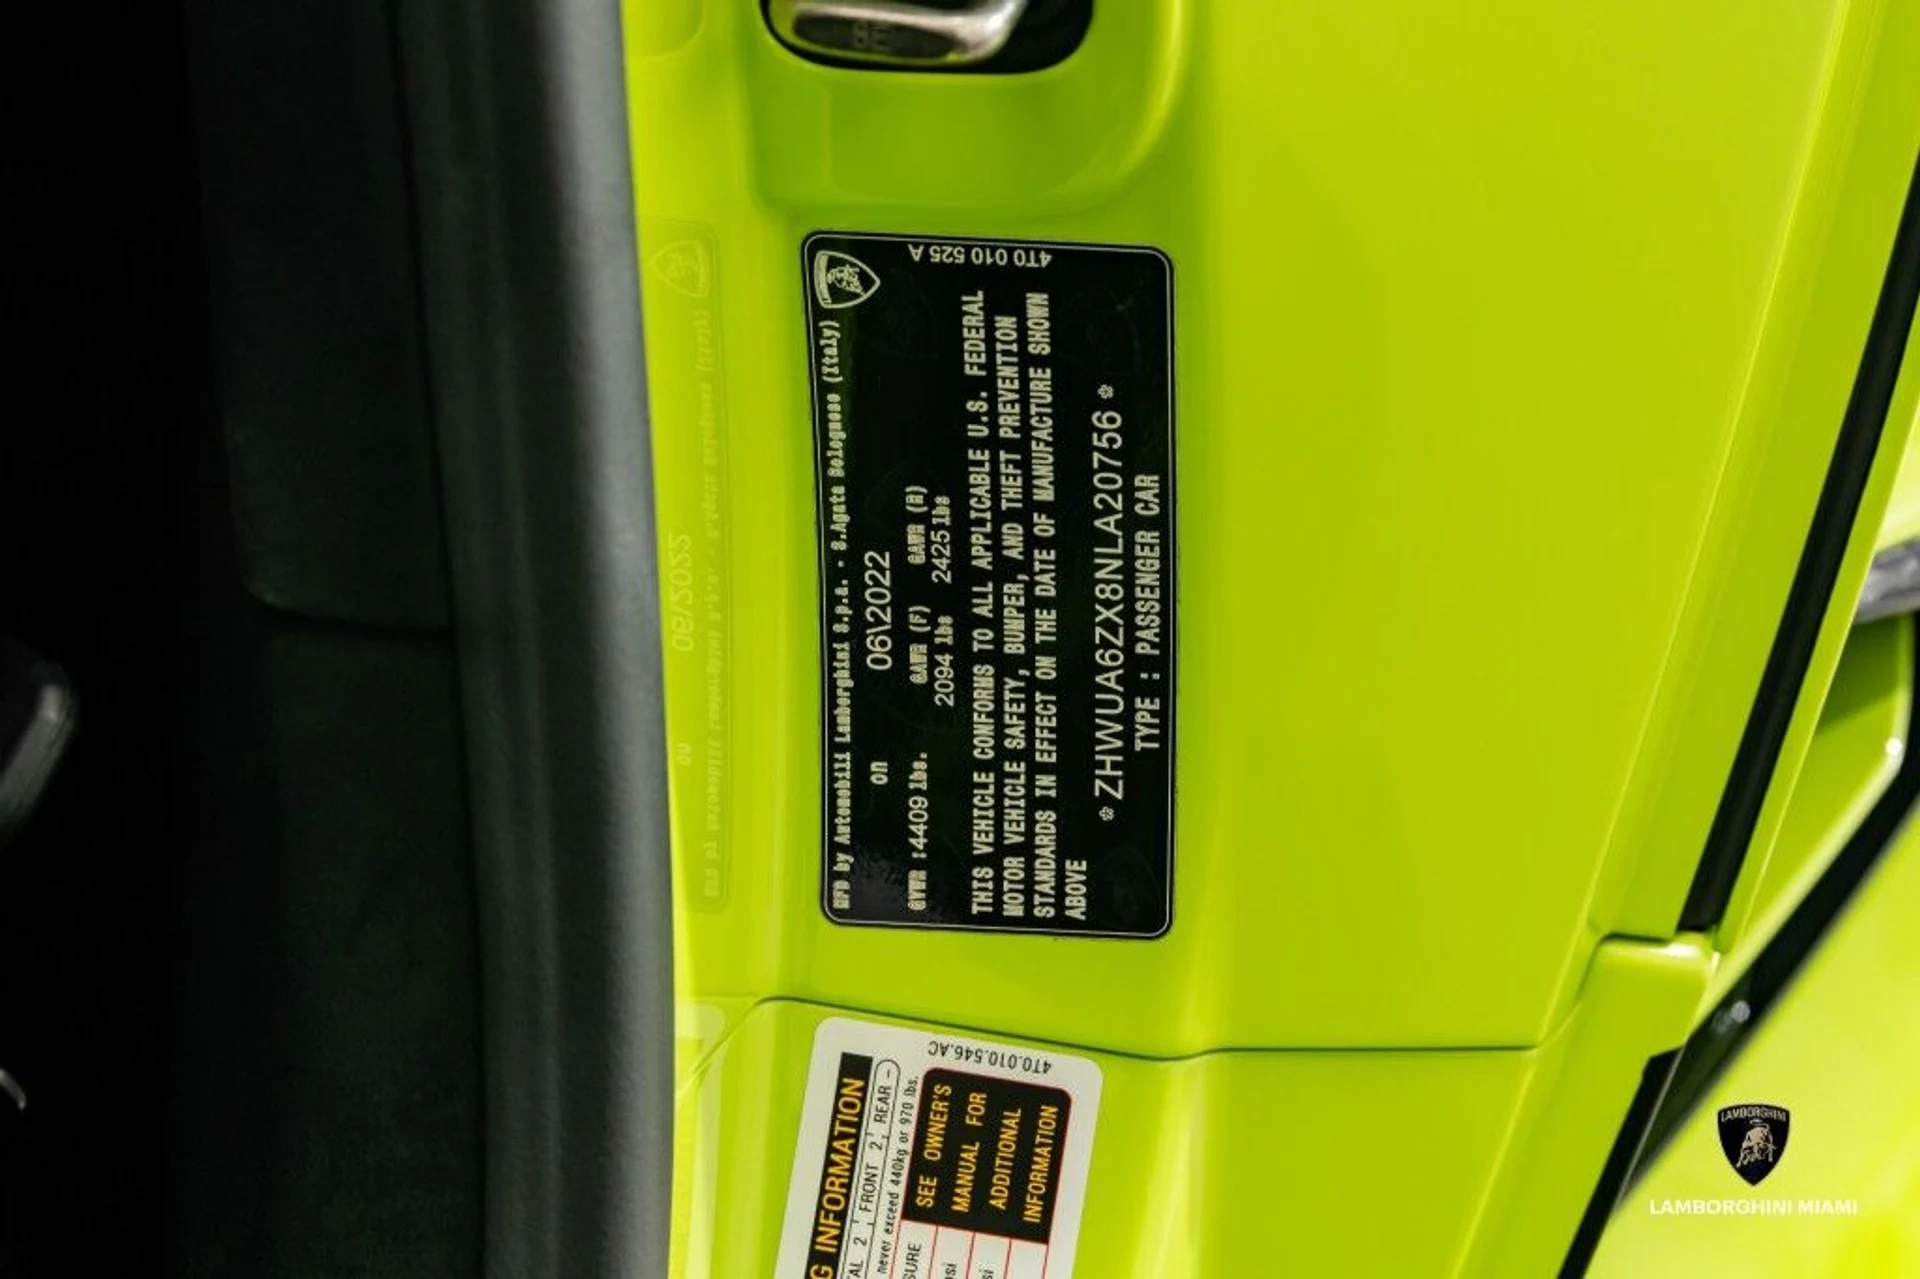 4T0 010 525 A
MFD by Automobili Lamborghini S.p.a. - S.Agata Bolognese (Italy)
on 06\2022
GVWR :4409 lbs. GAWR (F) GAWR (R)
2094 lbs 2425 lbs
THIS VEHICLE CONFORMS TO ALL APPLICABLE U.S. FEDERAL
MOTOR VEHICLE SAFETY, BUMPER, AND THEFT PREVENTION
STANDARDS IN EFFECT ON THE DATE OF MANUFACTURE SHOWN
ABOVE
ZHWUA6ZX8NLA20756
TYPE : PASSENGER CAR
4T0.010.546.AC
INFORMATION
2 FRONT 2 REAR -
never exceed 440kg or 970 lbs.
SEE OWNER'S
MANUAL FOR
ADDITIONAL
INFORMATION
LAMBORGHINI
LAMBORGHINI MIAMI